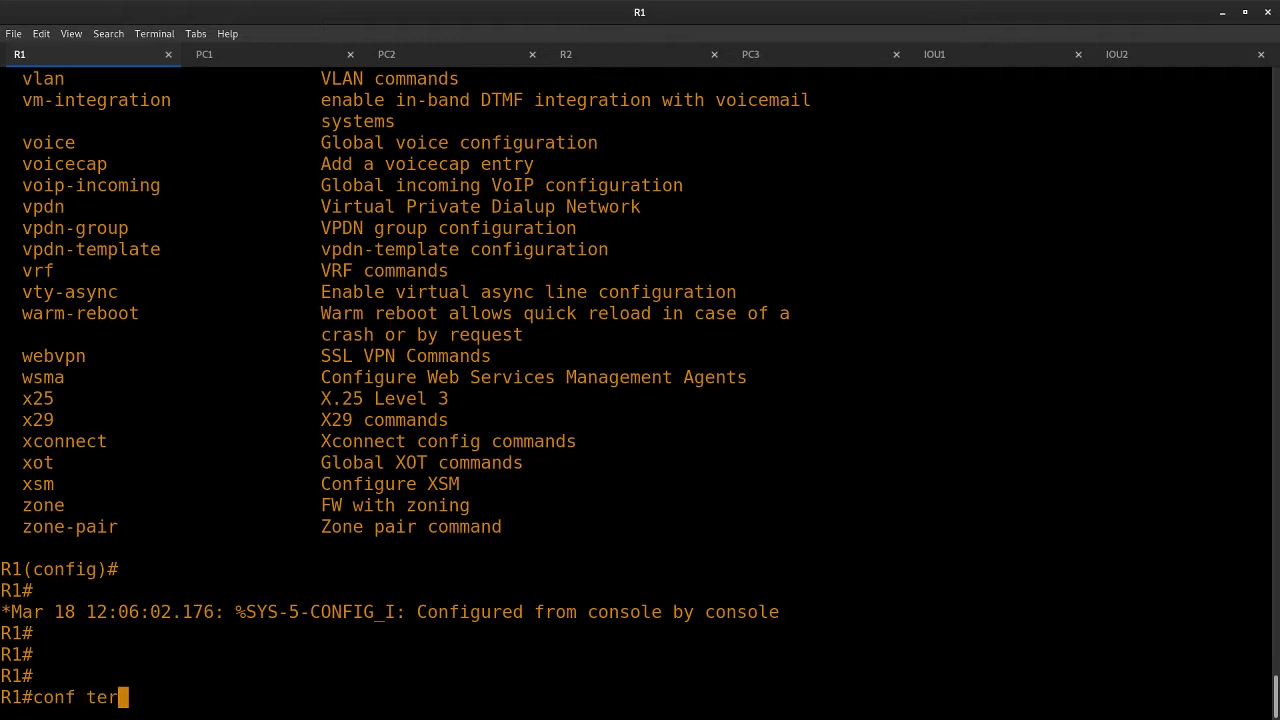 R1
File Edit View Search Terminal Tabs Help
R1 PC1 PC2 R2 PC3 IOU1 IOU2
vlan VLAN commands
vm-integration enable in-band DTMF integration with voicemail
systems
voice Global voice configuration
voicecap Add a voicecap entry
voip-incoming Global incoming VoIP configuration
vpdn Virtual Private Dialup Network
vpdn-group VPDN group configuration
vpdn-template vpdn-template configuration
vrf VRF commands
vty-async Enable virtual async line configuration
warm-reboot Warm reboot allows quick reload in case of a
crash or by request
webvpn SSL VPN Commands
wsma Configure Web Services Management Agents
x25 X.25 Level 3
x29 X29 commands
xconnect Xconnect config commands
xot Global XOT commands
xsm Configure XSM
zone FW with zoning
zone-pair Zone pair command
R1(config)#
R1#
*Mar 18 12:06:02.176: %SYS-5-CONFIG_I: Configured from console by console
R1#
R1#
R1#
R1#conf ter